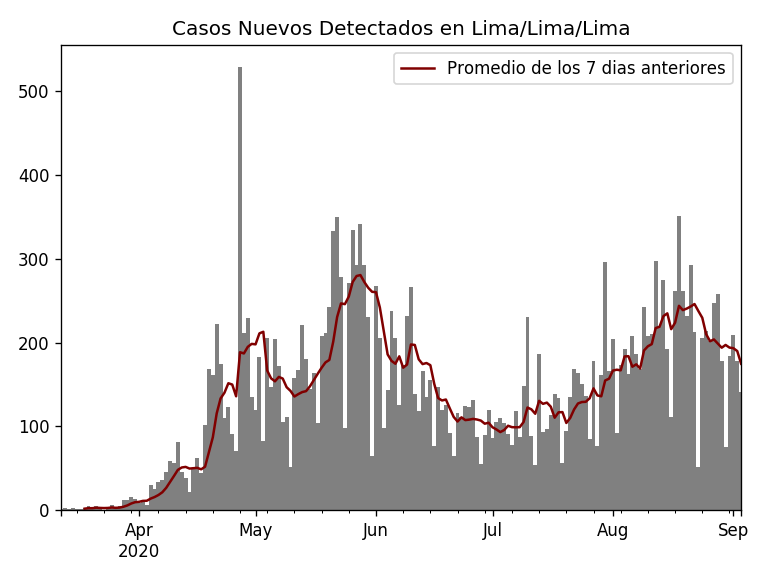 Casos Nuevos Detectados en Lima/Lima/Lima
Promedio de los 7 dias anteriores
500
400
300
200
100
0
Apr May Jun Jul Aug Sep
2020